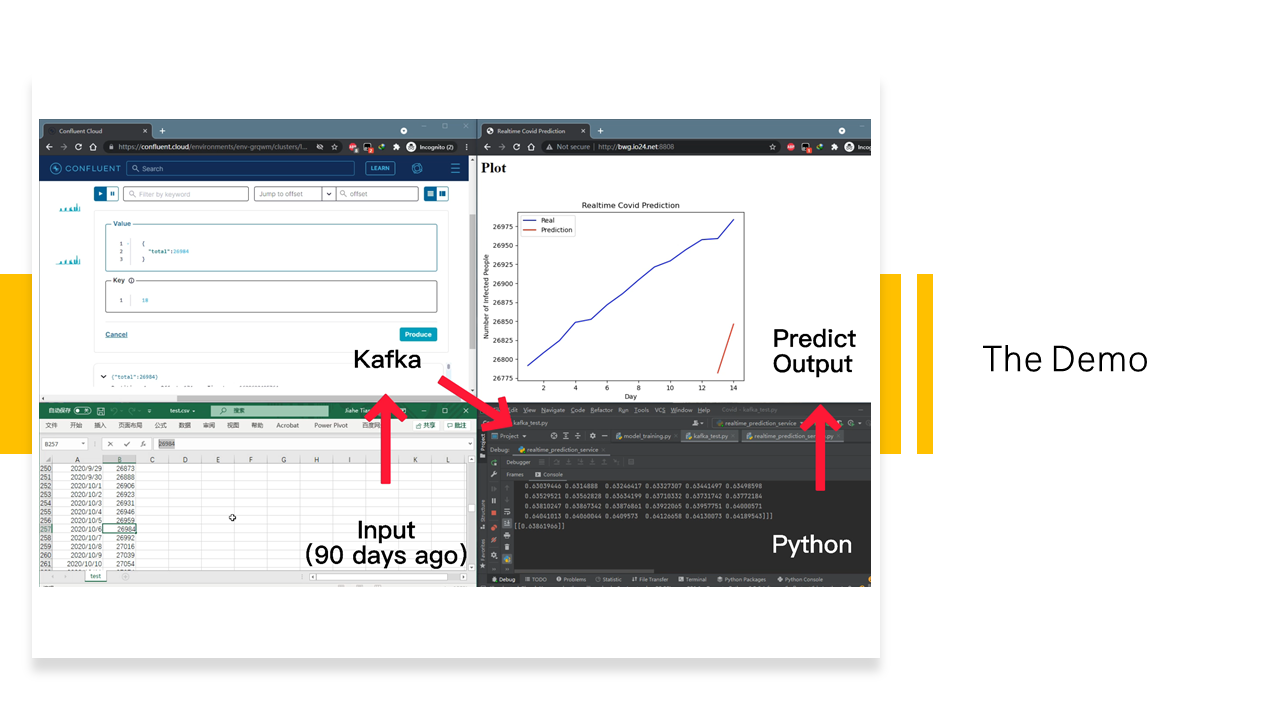 Confluent Cloud
https://confluent.cloud/environments/env-grqwm/clusters/l...
Incognito (2)
CONFLUENT
Search
LEARN
Filter by keyword
Jump to offset
offset
Value
1 {
2 "total":26984
3 }
Key
1 18
Cancel
Produce
Kafka
{"total":26984}
Realtime Covid Prediction
Not secure
http://bwg.io24.net:8808
Incog
Plot
Realtime Covid Prediction
Real
Prediction
Number of Infected People
26975
26950
26925
26900
26875
26850
26825
26800
26775
2 4 6 8 10 12 14
Day
Predict
Output
The Demo
自动保存
关
test.csv
搜索
Jiahe Tian
文件 开始 插入 页面布局 公式 数据 审阅 视图 帮助 Acrobat Power Pivot 百度网
共享
批注
B257
26984
A B C D E F G H I J K L
250 2020/9/29 26873
251 2020/9/30 26888
252 2020/10/1 26906
253 2020/10/2 26923
254 2020/10/3 26931
255 2020/10/4 26946
256 2020/10/5 26959
257 2020/10/6 26984
258 2020/10/7 26992
259 2020/10/8 27016
260 2020/10/9 27039
261 2020/10/10 27054
test
Input
(90 days ago)
Edit View Navigate Code Refactor Run Tools VCS Window Help
Covid - kafka_test.py
kafka_test.py
realtime_prediction_service
Project
model_training.py
kafka_test.py
realtime_prediction_service.py
Debug:
realtime_prediction_service
Debugger
Frames
Console
0.63039446 0.6314888 0.63246417 0.63327307 0.63441497 0.63498598
0.63529521 0.63562828 0.63634199 0.63710332 0.63731742 0.63772184
0.63810247 0.63867342 0.63876861 0.63922065 0.63957751 0.64000571
0.64041013 0.64060044 0.6409573 0.64126658 0.64130073 0.64189543]]]
[[0.63861966]]
Python
Project
Structure
Favorites
Debug
TODO
Problems
Statistic
File Transfer
Terminal
Python Packages
Python Console